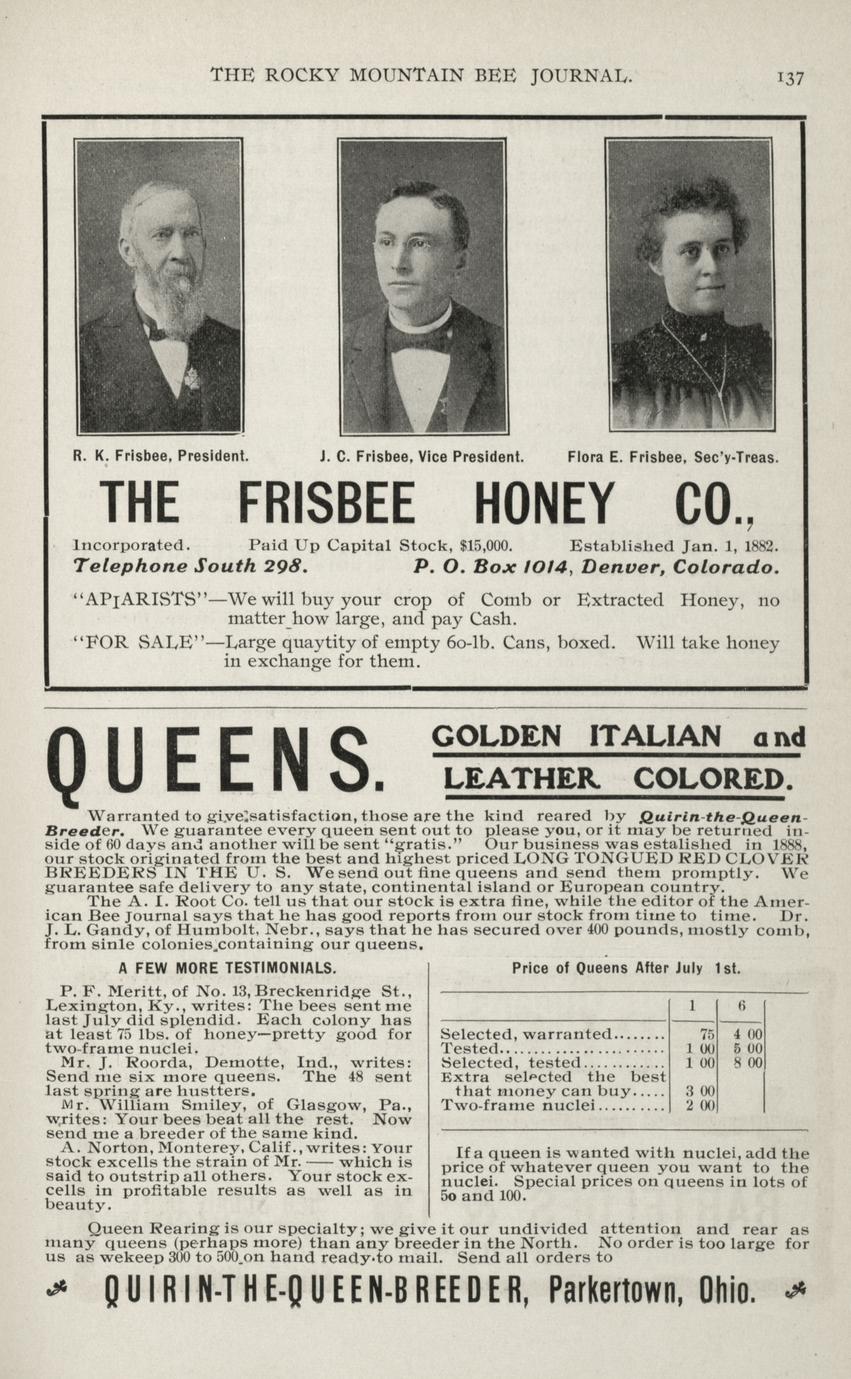 THE ROCKY MOUNTAIN BEE JOURNAL. 137
R. K. Frisbee, President. J. C. Frisbee, Vice President. Flora E. Frisbee, Sec'y-Treas.
THE FRISBEE HONEY CO.,
Incorporated. Paid Up Capital Stock, $15,000. Established Jan. 1, 1882.
Telephone South 298. P. O. Box 1014, Denver, Colorado.
"APIARISTS"—We will buy your crop of Comb or Extracted Honey, no
matter how large, and pay Cash.
"FOR SALE"—Large quaytity of empty 60-lb. Cans, boxed. Will take honey
in exchange for them.
QUEENS.
GOLDEN ITALIAN and
LEATHER COLORED.
Warranted to give satisfaction, those are the kind reared by Quirin-the-Queen-
Breeder. We guarantee every queen sent out to please you, or it may be returned in-
side of 60 days and another will be sent "gratis." Our business was estalished in 1888,
our stock originated from the best and highest priced LONG TONGUED RED CLOVER
BREEDERS IN THE U. S. We send out fine queens and send them promptly. We
guarantee safe delivery to any state, continental island or European country.
The A. I. Root Co. tell us that our stock is extra fine, while the editor of the Amer-
ican Bee Journal says that he has good reports from our stock from time to time. Dr.
J. L. Gandy, of Humbolt, Nebr., says that he has secured over 400 pounds, mostly comb,
from sinle colonies containing our queens.
A FEW MORE TESTIMONIALS.
P. F. Meritt, of No. 13, Breckenridge St.,
Lexington, Ky., writes: The bees sent me
last July did splendid. Each colony has
at least 75 lbs. of honey—pretty good for
two-frame nuclei.
Mr. J. Roorda, Demotte, Ind., writes:
Send me six more queens. The 48 sent
last spring are hustters.
Mr. William Smiley, of Glasgow, Pa.,
writes: Your bees beat all the rest. Now
send me a breeder of the same kind.
A. Norton, Monterey, Calif., writes: Your
stock excells the strain of Mr. —— which is
said to outstrip all others. Your stock ex-
cells in profitable results as well as in
beauty.
Price of Queens After July 1st.
1 6
Selected, warranted........ 75 4 00
Tested........................ 1 00 5 00
Selected, tested............ 1 00 8 00
Extra selected the best
that money can buy..... 3 00
Two-frame nuclei.......... 2 00
If a queen is wanted with nuclei, add the
price of whatever queen you want to the
nuclei. Special prices on queens in lots of
50 and 100.
Queen Rearing is our specialty; we give it our undivided attention and rear as
many queens (perhaps more) than any breeder in the North. No order is too large for
us as wekeep 300 to 500 on hand ready to mail. Send all orders to
QUIRIN-THE-QUEEN-BREEDER, Parkertown, Ohio.